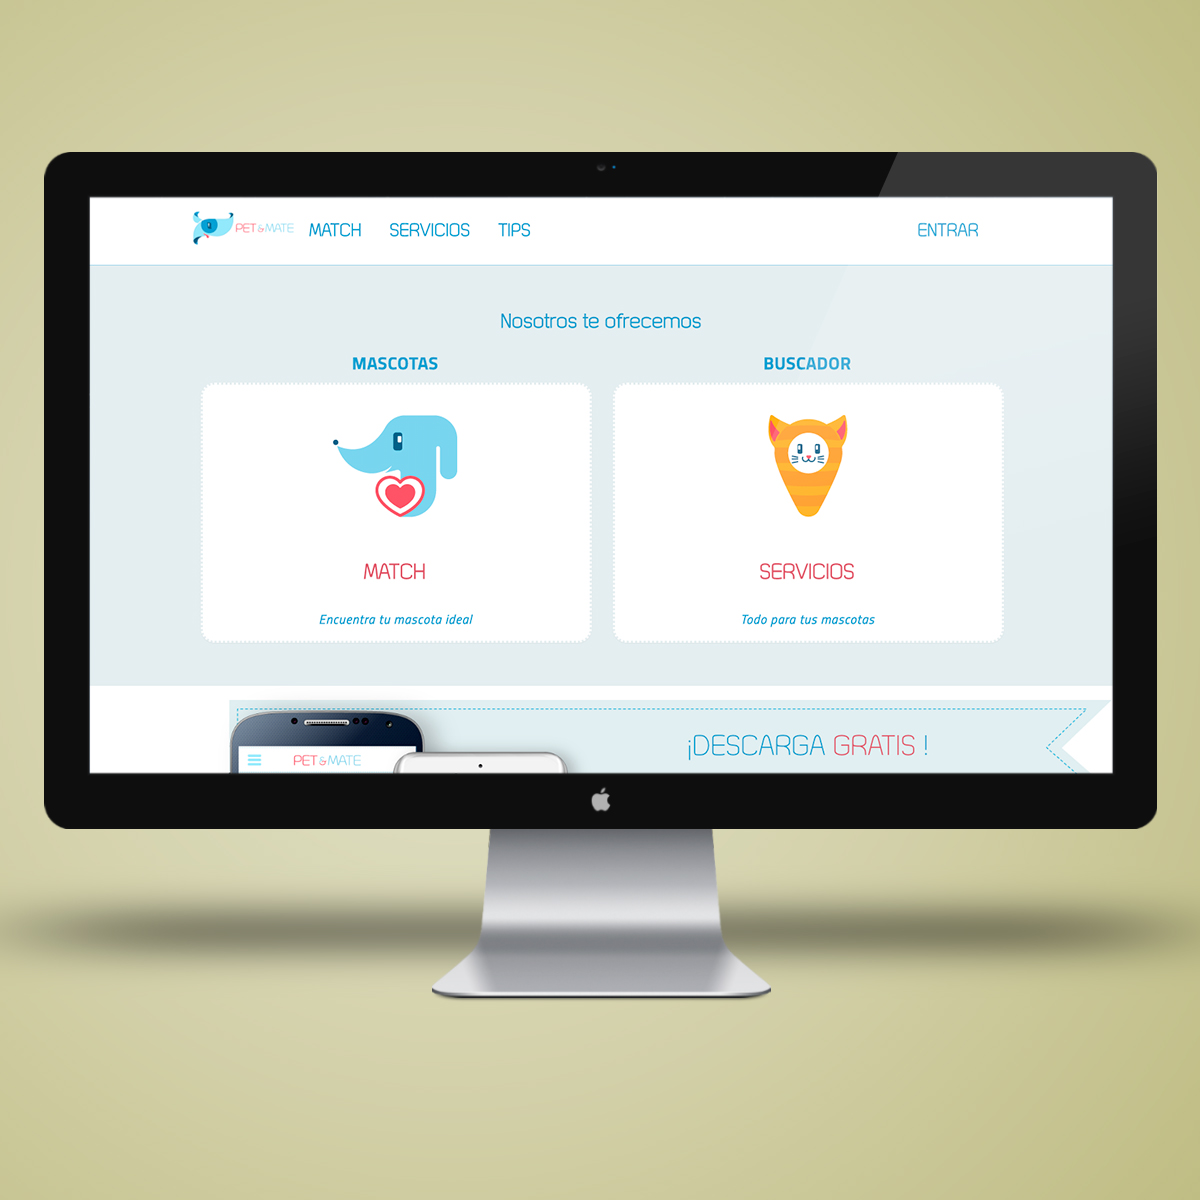 PET & MATE MATCH SERVICIOS TIPS ENTRAR
Nosotros te ofrecemos
MASCOTAS
BUSCADOR
MATCH
SERVICIOS
Encuentra tu mascota ideal
Todo para tus mascotas
¡DESCARGA GRATIS !
PET & MATE